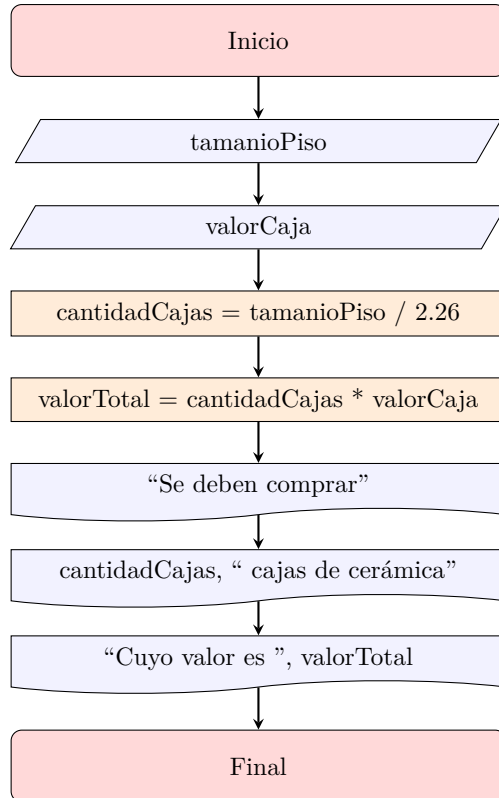 Inicio
tamanioPiso
valorCaja
cantidadCajas = tamanioPiso / 2.26
valorTotal = cantidadCajas * valorCaja
“Se deben comprar”
cantidadCajas, “ cajas de cerámica”
“Cuyo valor es ”, valorTotal
Final